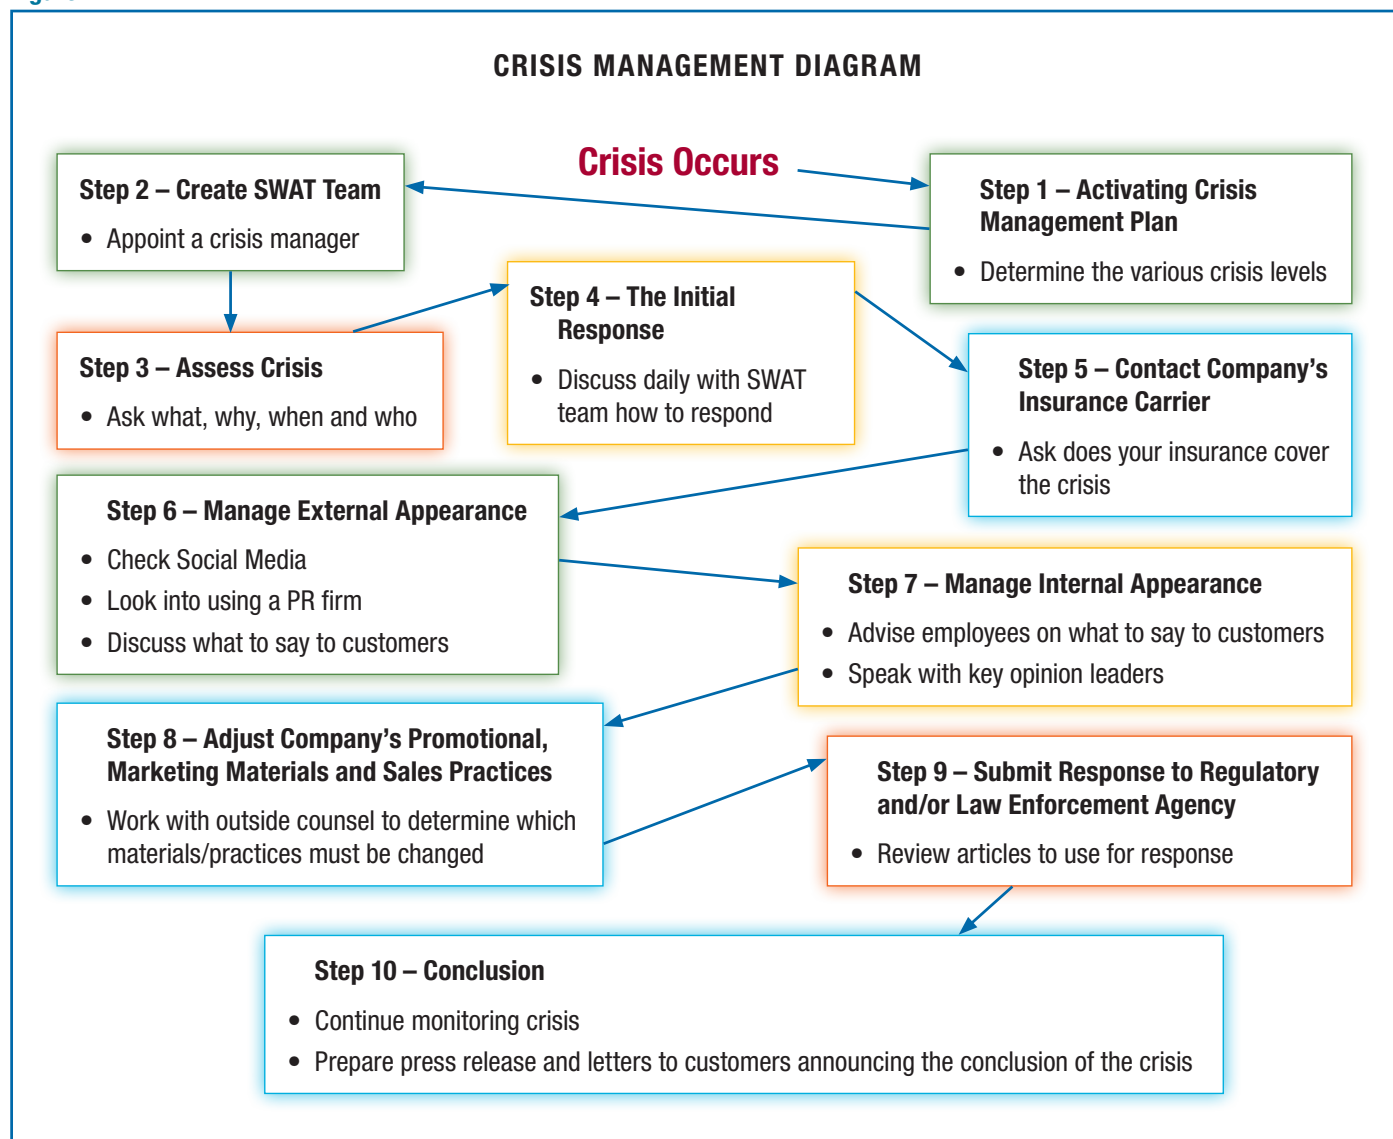 CRISIS MANAGEMENT DIAGRAM
Crisis Occurs
Step 1 – Activating Crisis
Management Plan
• Determine the various crisis levels
Step 2 – Create SWAT Team
• Appoint a crisis manager
Step 3 – Assess Crisis
• Ask what, why, when and who
Step 4 – The Initial
Response
• Discuss daily with SWAT
team how to respond
Step 5 – Contact Company’s
Insurance Carrier
• Ask does your insurance cover
the crisis
Step 6 – Manage External Appearance
• Check Social Media
• Look into using a PR firm
• Discuss what to say to customers
Step 7 – Manage Internal Appearance
• Advise employees on what to say to customers
• Speak with key opinion leaders
Step 8 – Adjust Company’s Promotional,
Marketing Materials and Sales Practices
• Work with outside counsel to determine which
materials/practices must be changed
Step 9 – Submit Response to Regulatory
and/or Law Enforcement Agency
• Review articles to use for response
Step 10 – Conclusion
• Continue monitoring crisis
• Prepare press release and letters to customers announcing the conclusion of the crisis